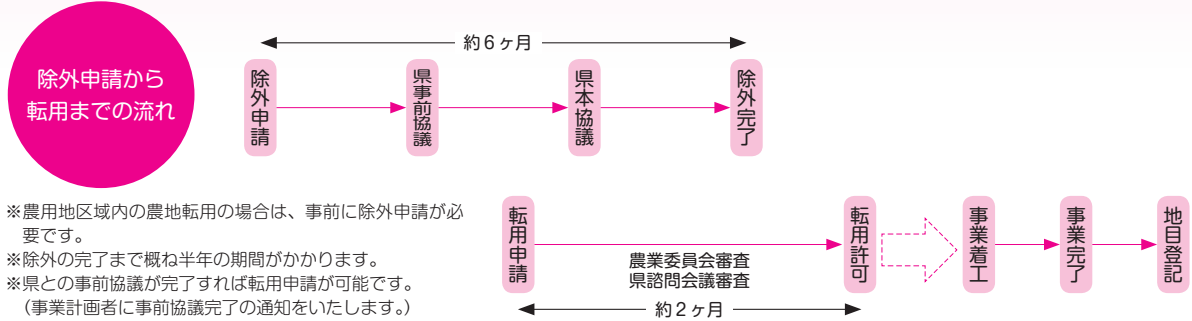 除外申請から
転用までの流れ
約6ヶ月
除外申請
県事前協議
県本協議
除外完了
※農用地区域内の農地転用の場合は、事前に除外申請が必
要です。
※除外の完了まで概ね半年の期間がかかります。
※県との事前協議が完了すれば転用申請が可能です。
（事業計画者に事前協議完了の通知をいたします。）
転用申請
農業委員会審査
県諮問会議審査
約2ヶ月
転用許可
事業着工
事業完了
地目登記